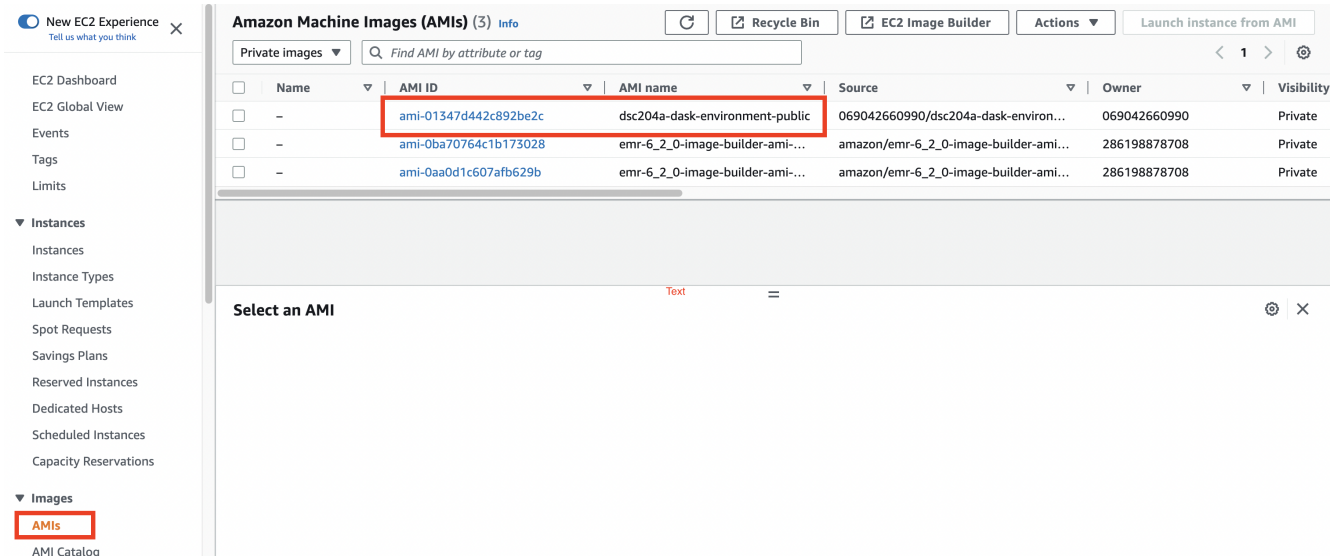 New EC2 Experience
Tell us what you think
EC2 Dashboard
EC2 Global View
Events
Tags
Limits
Instances
Instances
Instance Types
Launch Templates
Spot Requests
Savings Plans
Reserved Instances
Dedicated Hosts
Scheduled Instances
Capacity Reservations
Images
AMIs
AMI Catalog
Amazon Machine Images (AMIs) (3) Info
Recycle Bin
EC2 Image Builder
Actions
Launch instance from AMI
Private images
Find AMI by attribute or tag
1
Name AMI ID AMI name Source Owner Visibility
– ami-01347d442c892be2c dsc204a-dask-environment-public 069042660990/dsc204a-dask-environ... 069042660990 Private
– ami-0ba70764c1b173028 emr-6_2_0-image-builder-ami-... amazon/emr-6_2_0-image-builder-ami... 286198878708 Private
– ami-0aa0d1c607afb629b emr-6_2_0-image-builder-ami-... amazon/emr-6_2_0-image-builder-ami... 286198878708 Private
Text
Select an AMI